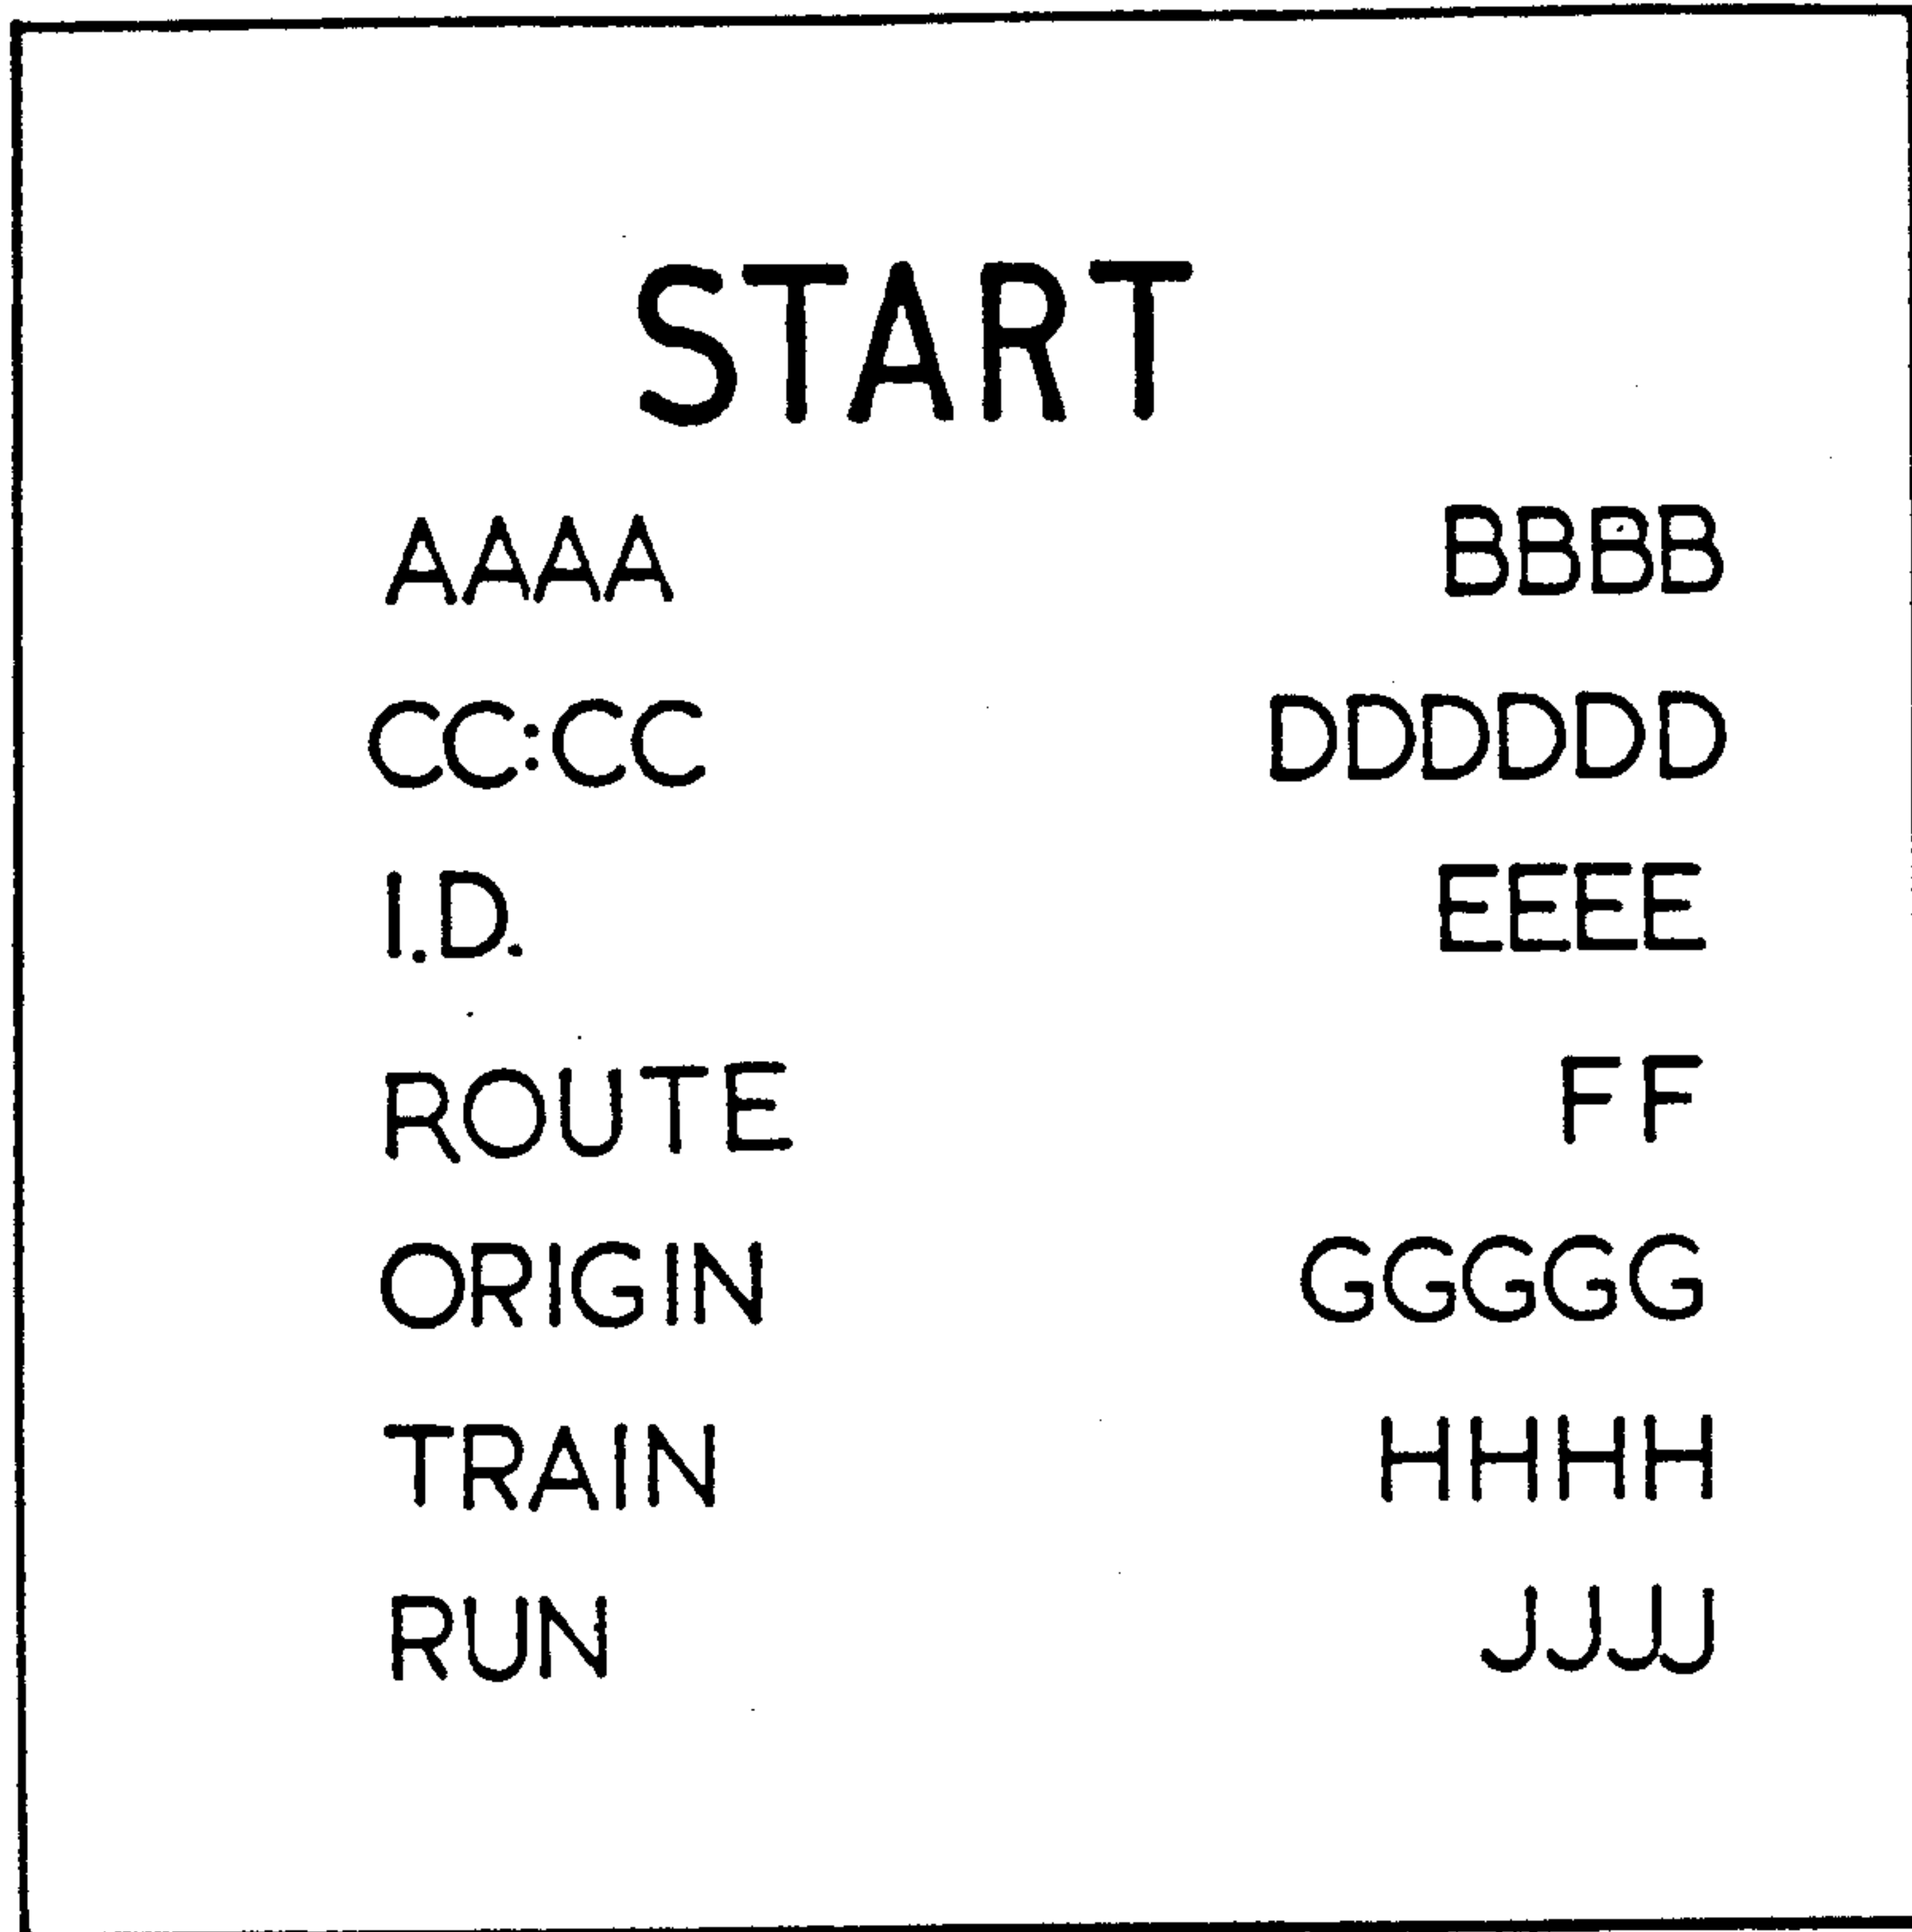 START
AAAA BBBB
CC:CC DDDDDD
I.D. EEEE
ROUTE FF
ORIGIN GGGGG
TRAIN HHHH
RUN JJJJ